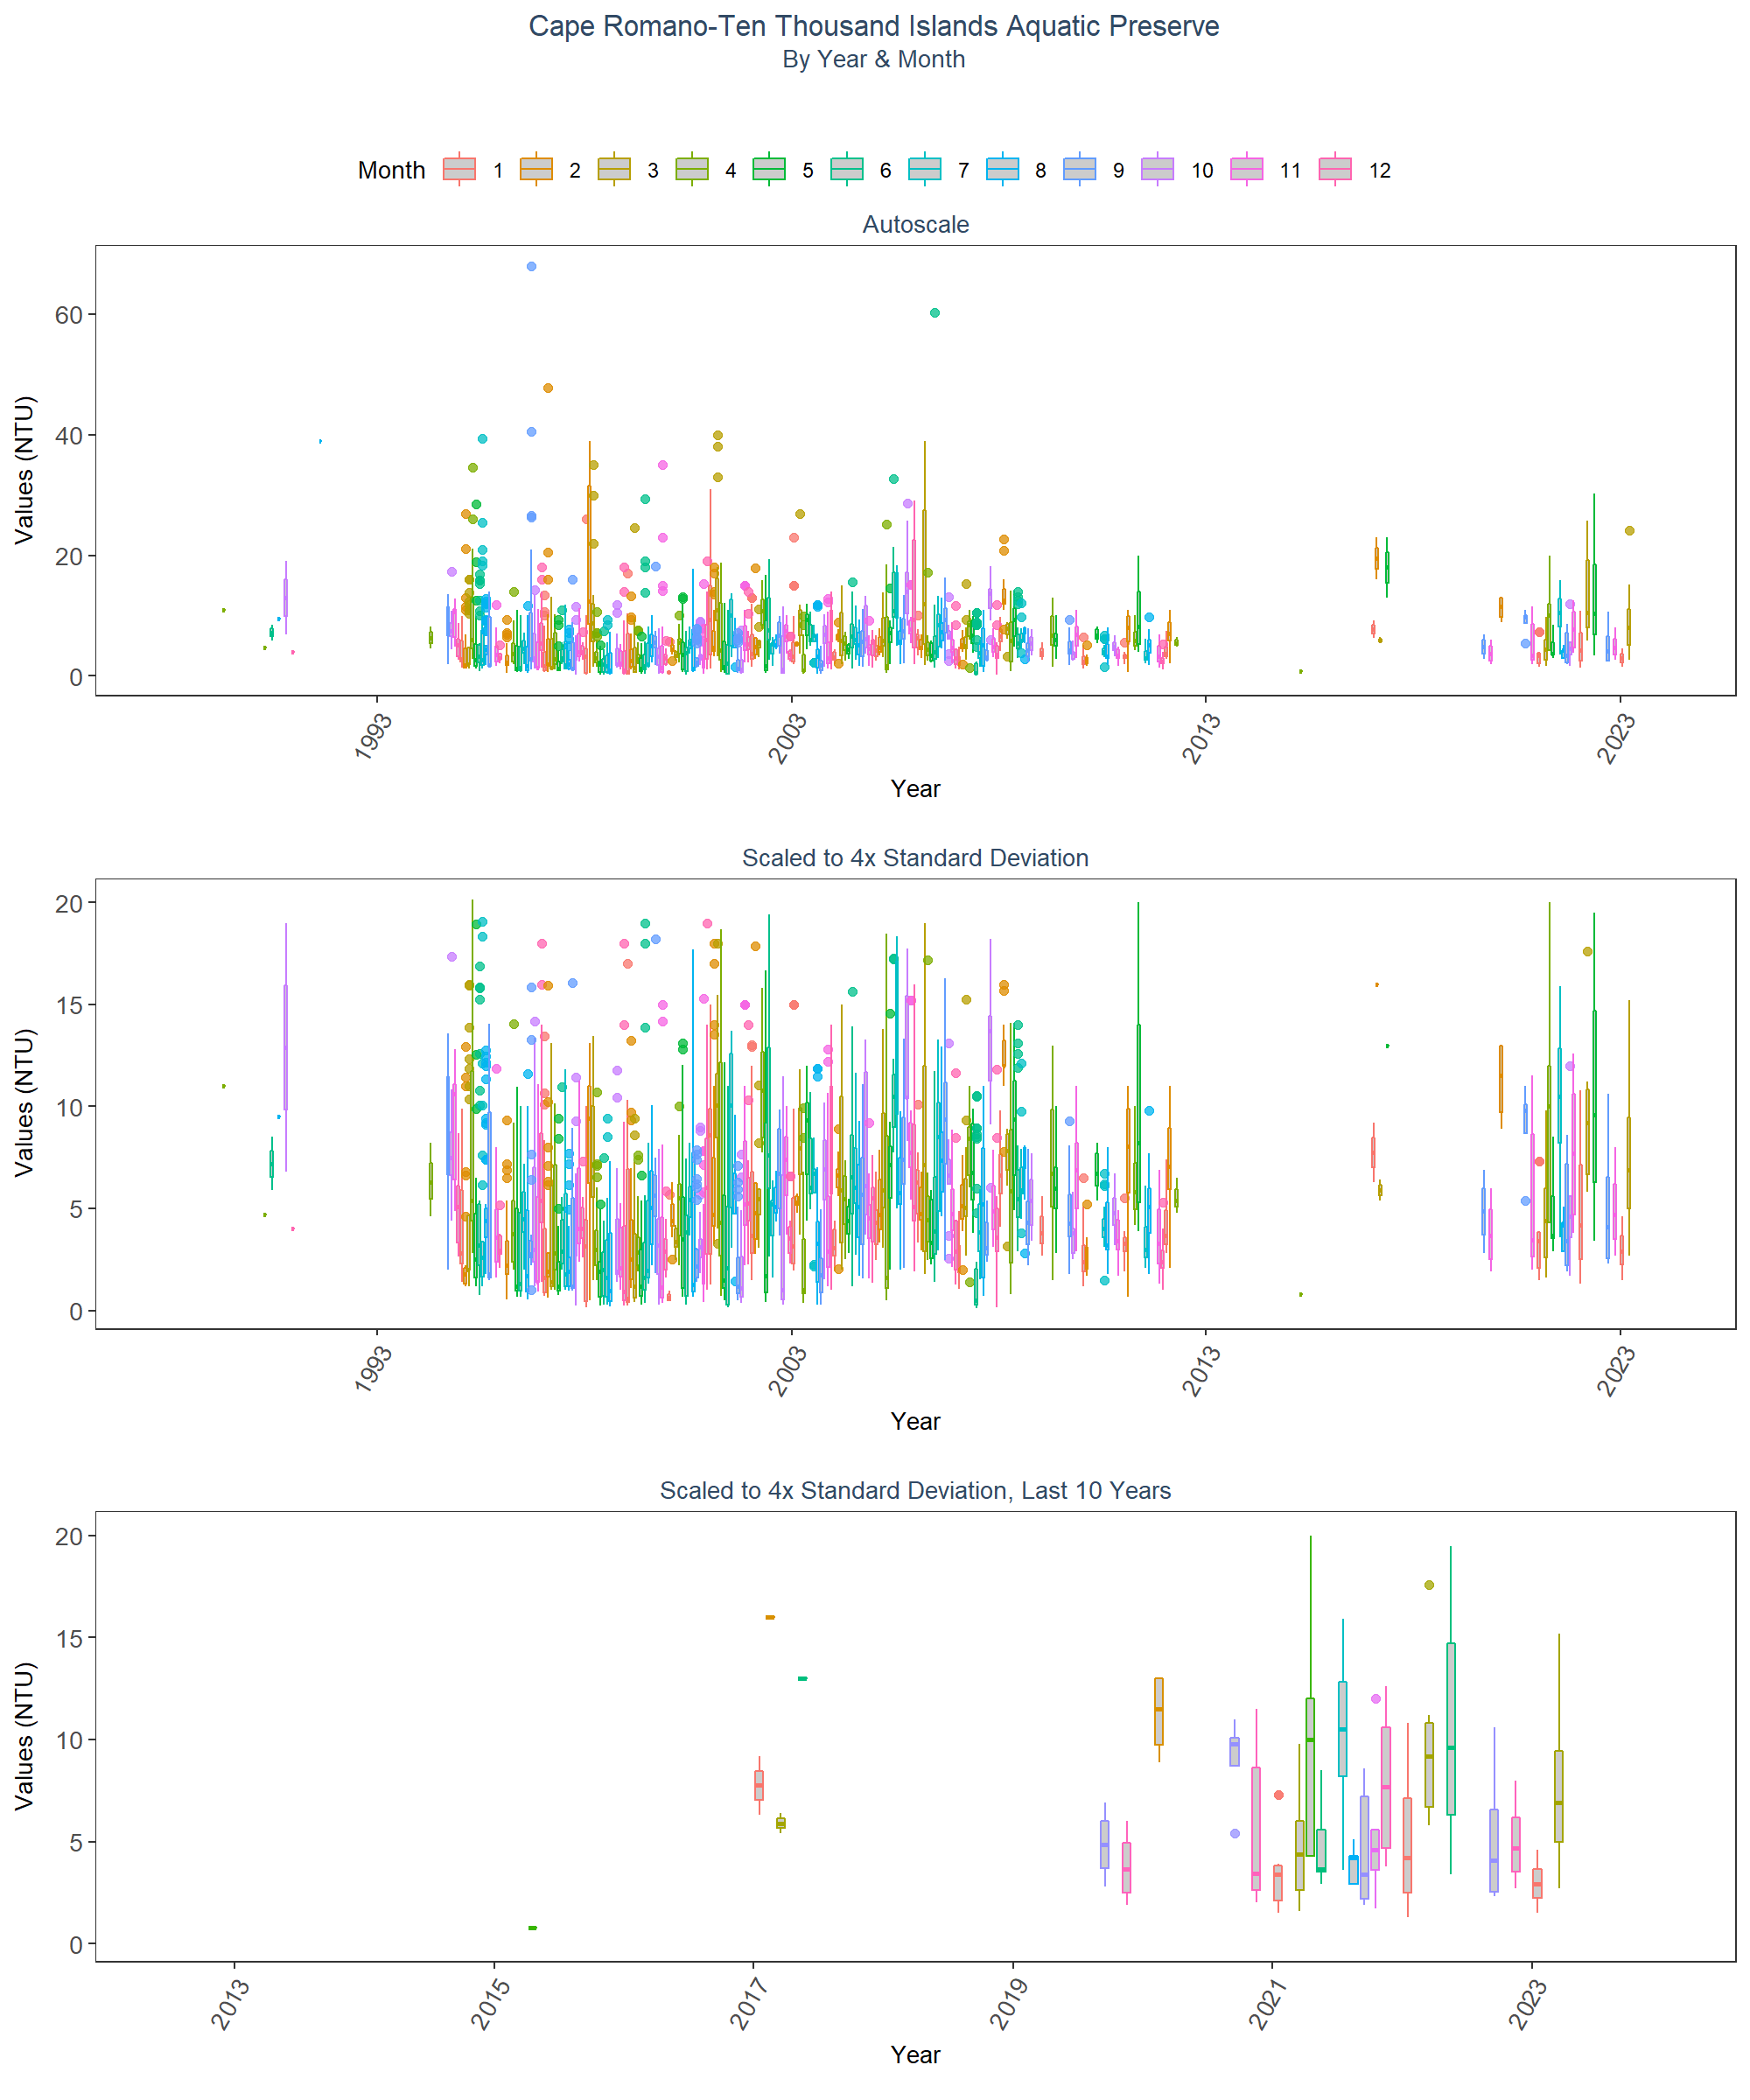 Cape Romano-Ten Thousand Islands Aquatic Preserve
By Year & Month
Month 1 2 3 4 5 6 7 8 9 10 11 12
Autoscale
Values (NTU)
60
40
20
0
1993 2003 2013 2023
Year
Scaled to 4x Standard Deviation
Values (NTU)
20
15
10
5
0
1993 2003 2013 2023
Year
Scaled to 4x Standard Deviation, Last 10 Years
Values (NTU)
20
15
10
5
0
2013 2015 2017 2019 2021 2023
Year